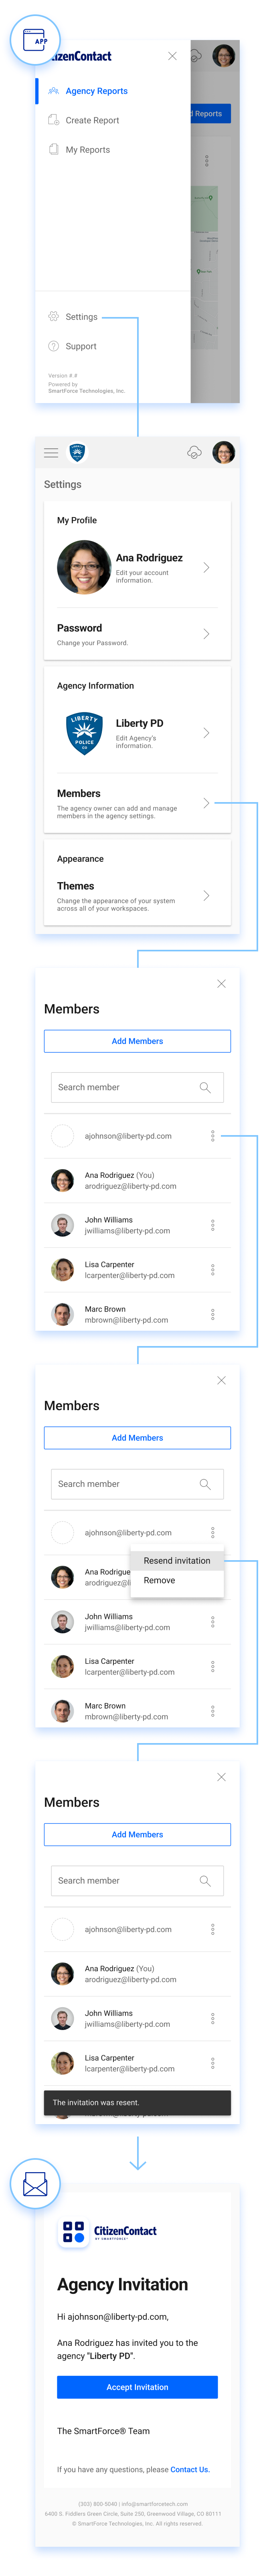 APP
izenContact
d Reports
Agency Reports
Create Report
My Reports
Settings
Support
Version #.#
Powered by
SmartForce Technologies, Inc.
Settings
My Profile
Ana Rodriguez
Edit your account
information.
Password
Change your Password.
Agency Information
LIBERTY
POLICE
CO
Liberty PD
Edit Agency's
information.
Members
The agency owner can add and manage
members in the agency settings.
Appearance
Themes
Change the appearance of your system
across all of your workspaces.
Members
Add Members
Search member
ajohnson@liberty-pd.com
Ana Rodriguez (You)
arodriguez@liberty-pd.com
John Williams
jwilliams@liberty-pd.com
Lisa Carpenter
lcarpenter@liberty-pd.com
Marc Brown
mbrown@liberty-pd.com
Members
Add Members
Search member
ajohnson@liberty-pd.com
Resend invitation
Remove
Ana Rodrigue
arodriguez@li
John Williams
jwilliams@liberty-pd.com
Lisa Carpenter
lcarpenter@liberty-pd.com
Marc Brown
mbrown@liberty-pd.com
Members
Add Members
Search member
ajohnson@liberty-pd.com
Ana Rodriguez (You)
arodriguez@liberty-pd.com
John Williams
jwilliams@liberty-pd.com
Lisa Carpenter
lcarpenter@liberty-pd.com
The invitation was resent.
CitizenContact
BY SMARTFORCE®
Agency Invitation
Hi ajohnson@liberty-pd.com,
Ana Rodriguez has invited you to the
agency "Liberty PD".
Accept Invitation
The SmartForce® Team
If you have any questions, please Contact Us.
(303) 800-5040 | info@smartforcetech.com
6400 S. Fiddlers Green Circle, Suite 250, Greenwood Village, CO 80111
© SmartForce Technologies, Inc. All rights reserved.